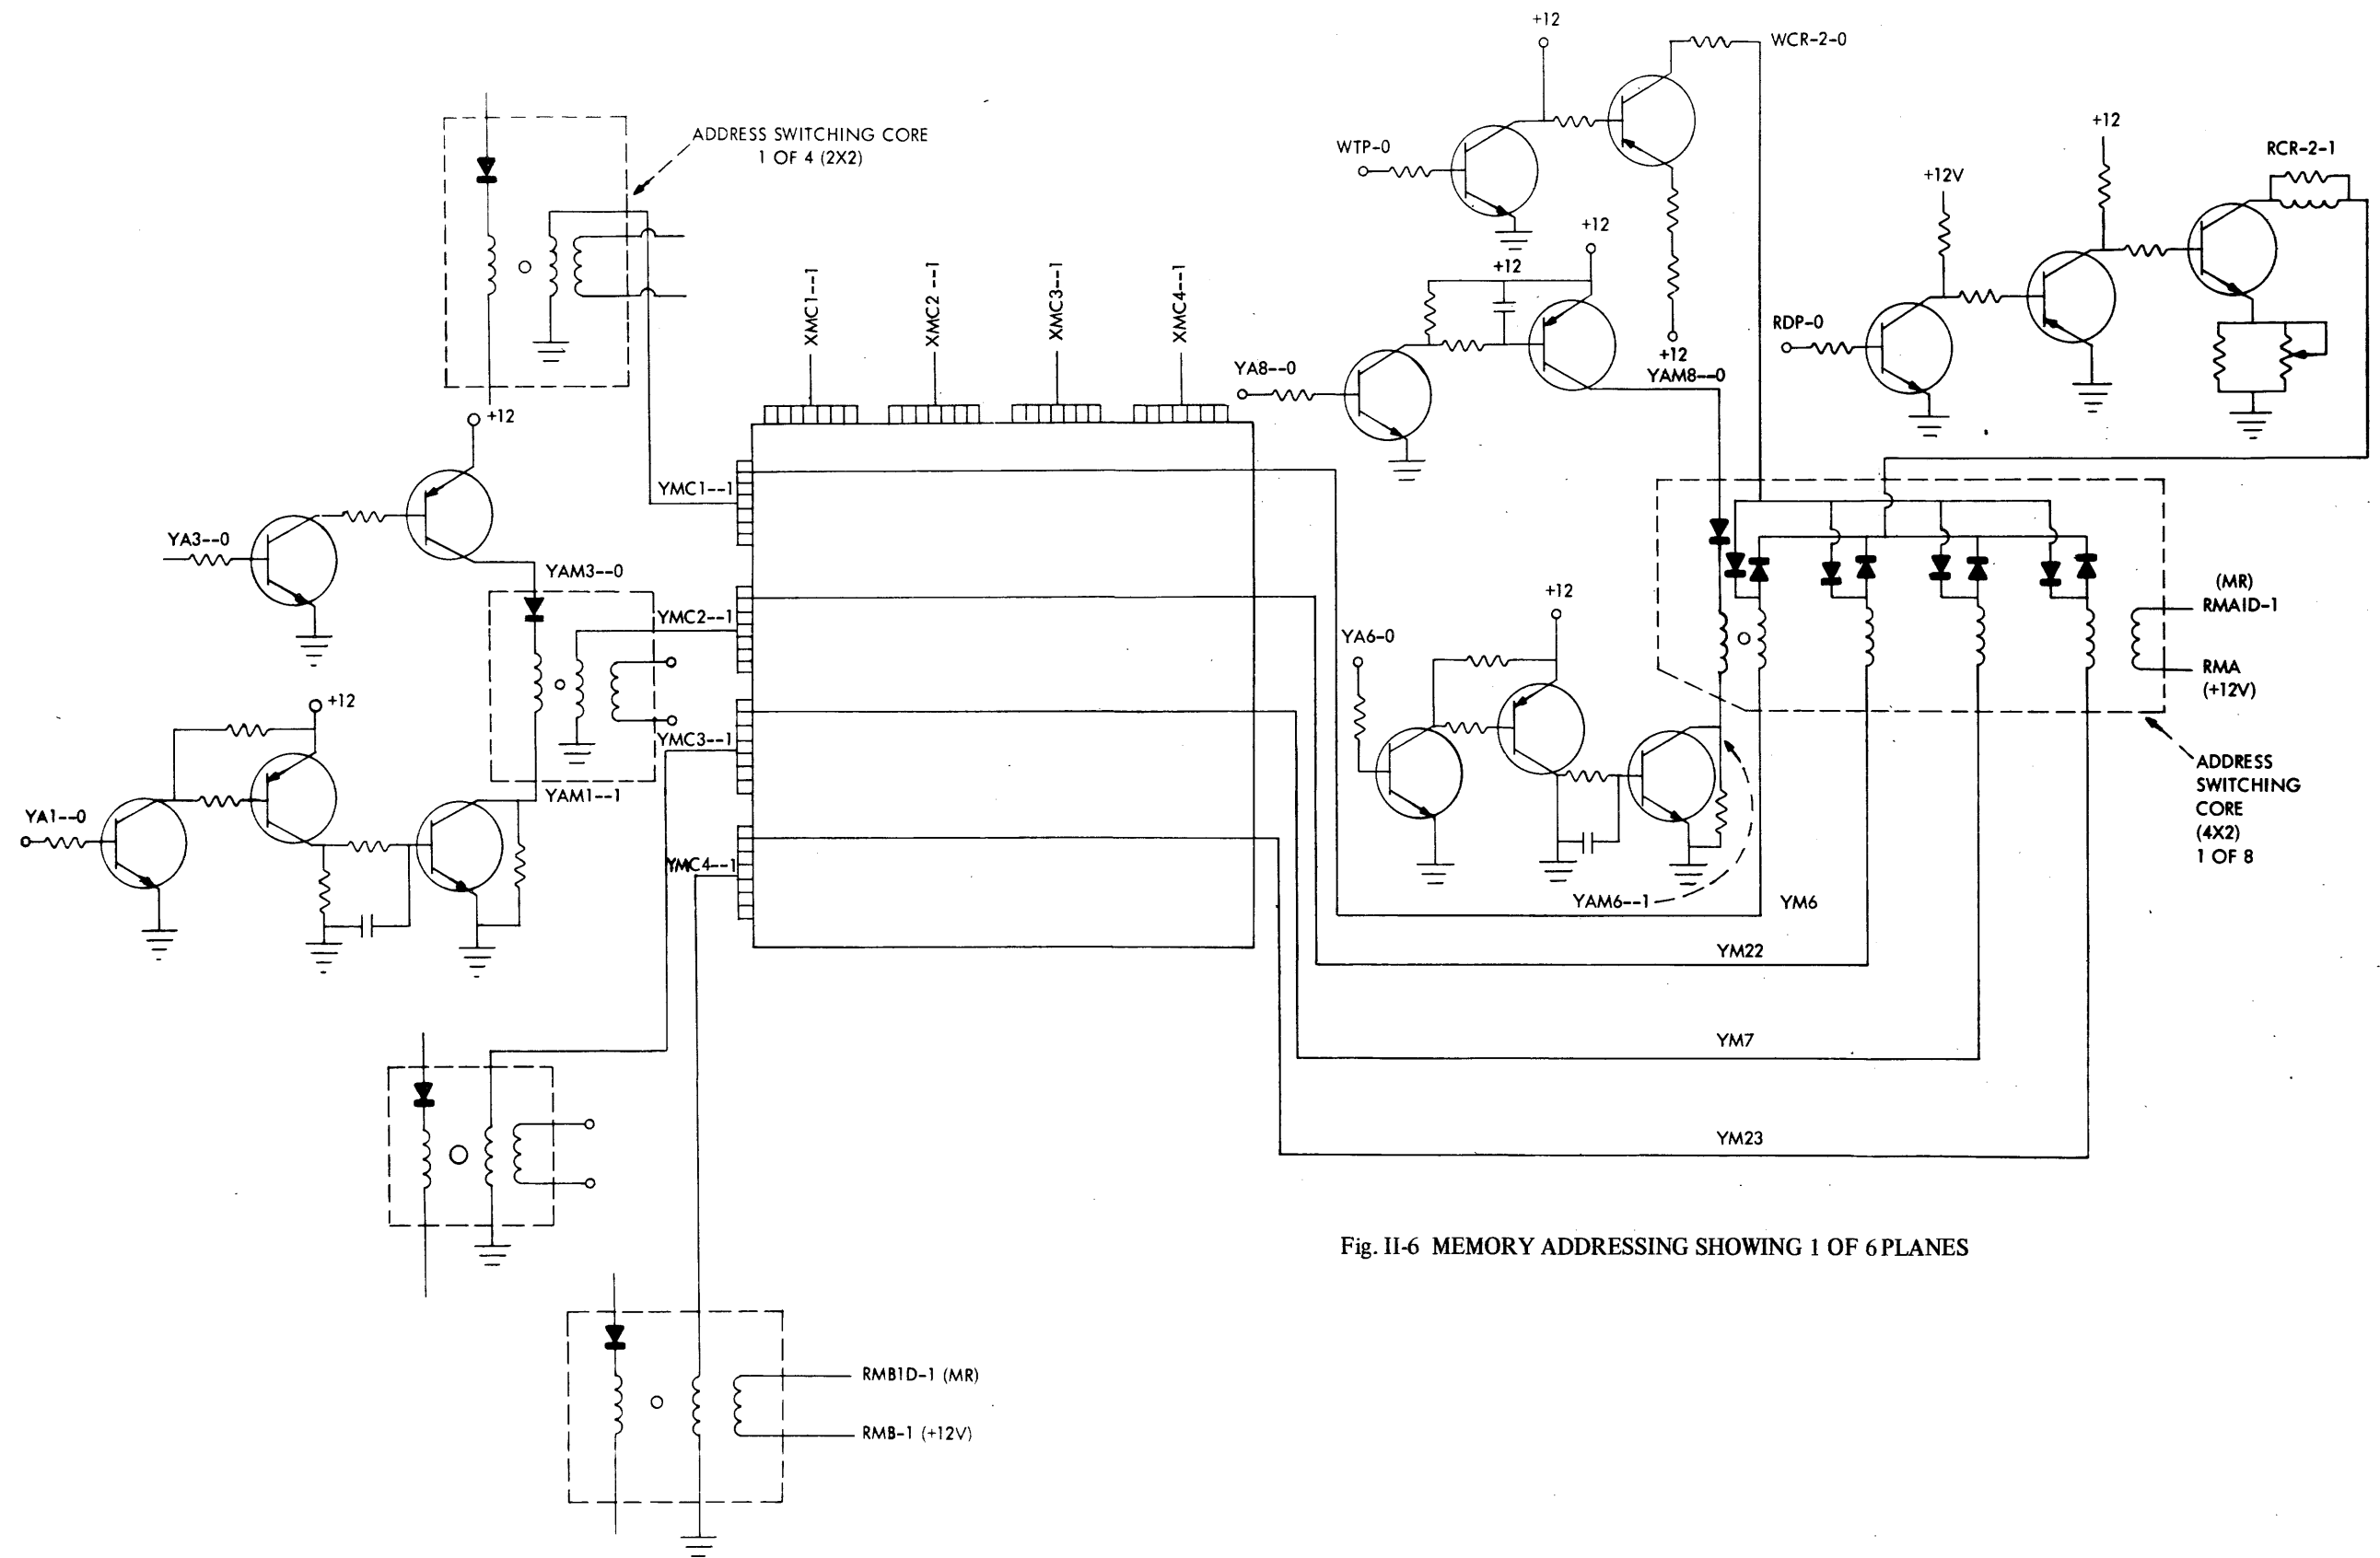 +12
WCR-2-0
ADDRESS SWITCHING CORE
1 OF 4 (2X2)
WTP-0
+12
RCR-2-1
+12V
+12
+12
XMC1--1
XMC2--1
XMC3--1
XMC4--1
RDP-0
+12
YAM8--0
YA8--0
+12
YMC1--1
YA3--0
YAM3--0
(MR)
RMAID-1
+12
YMC2--1
YA6-0
RMA
(+12V)
+12
YMC3--1
ADDRESS
SWITCHING
CORE
(4X2)
1 OF 8
YAM1--1
YA1--0
YMC4--1
YAM6--1
YM6
YM22
YM7
YM23
Fig. II-6 MEMORY ADDRESSING SHOWING 1 OF 6 PLANES
RMB1D-1 (MR)
RMB-1 (+12V)